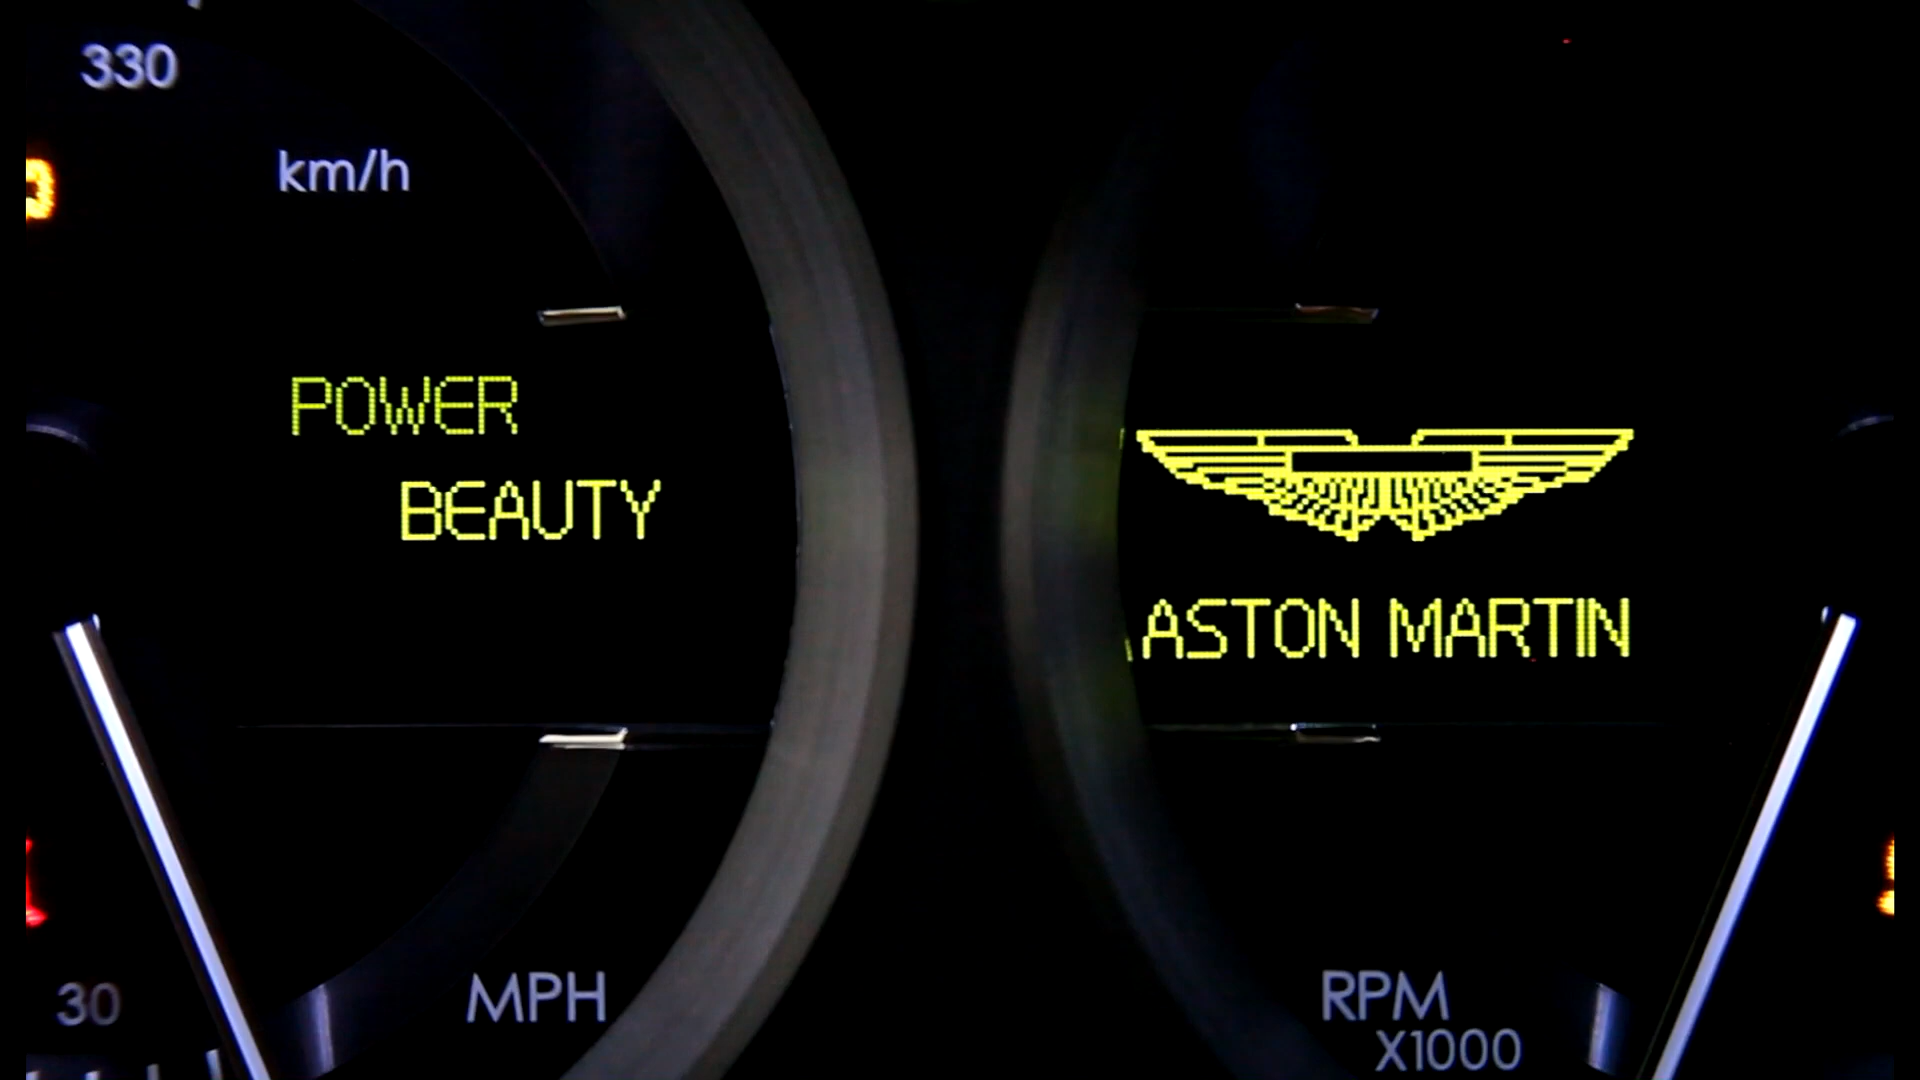 330
km/h
POWER
BEAUTY
ASTON MARTIN
30
MPH
RPM
X1000